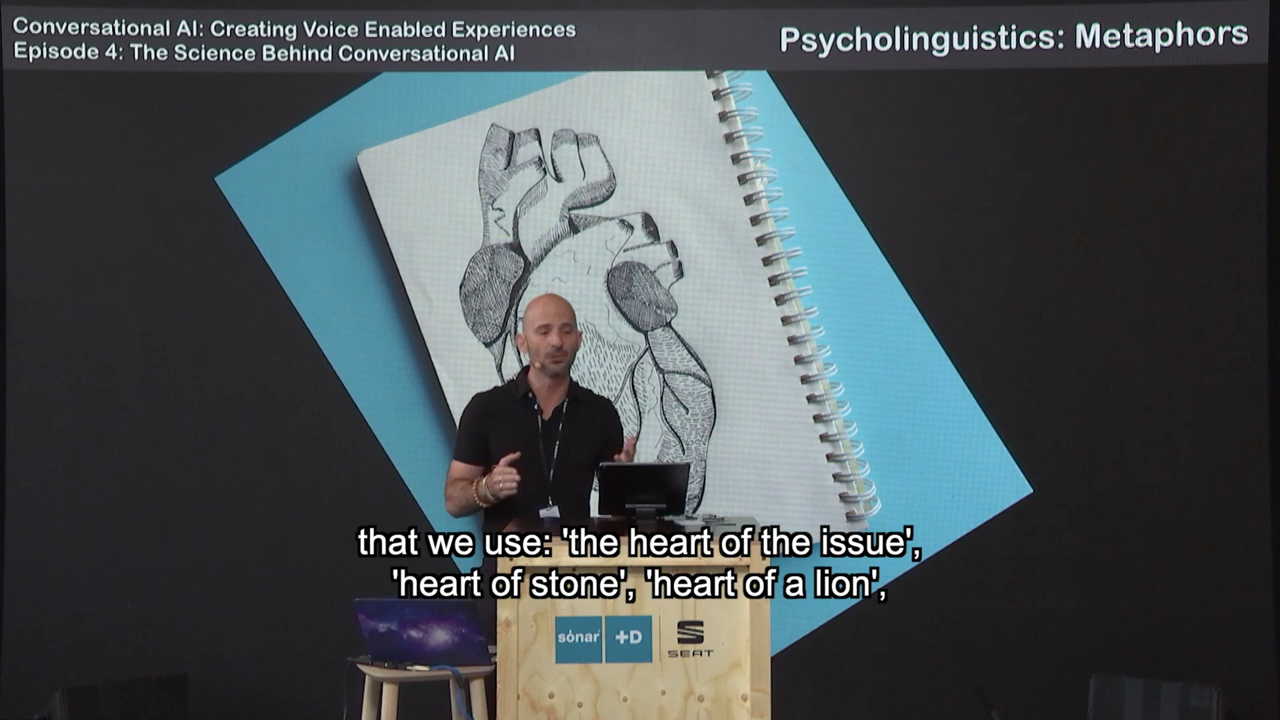 Conversational AI: Creating Voice Enabled Experiences
Episode 4: The Science Behind Conversational AI
Psycholinguistics: Metaphors
that we use: 'the heart of the issue',
'heart of stone', 'heart of a lion',
sónar +D
SEAT